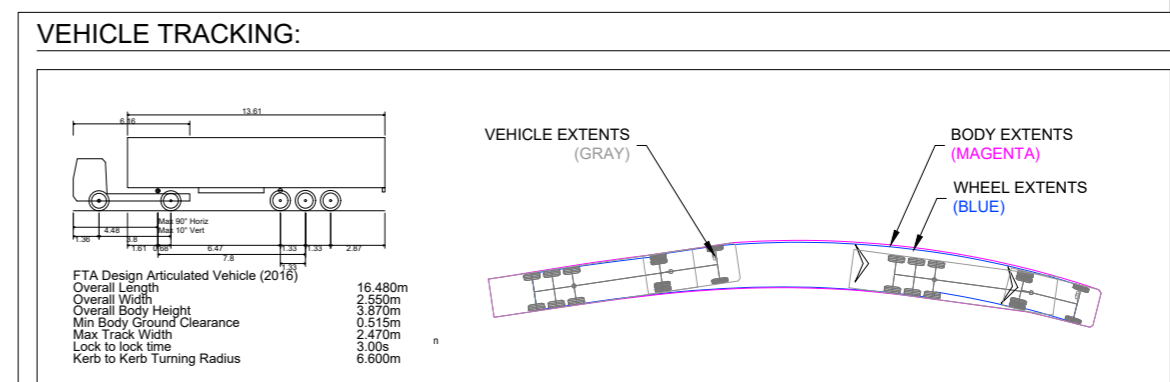 VEHICLE TRACKING:
13.61
6.16
Max 90° Horiz
Max 10° Vert
4.48
1.36
3.8
1.61
0.68
6.47
1.33
1.33
2.87
7.8
1.33
FTA Design Articulated Vehicle (2016)
Overall Length 16.480m
Overall Width 2.550m
Overall Body Height 3.870m
Min Body Ground Clearance 0.515m
Max Track Width 2.470m
Lock to lock time 3.00s
Kerb to Kerb Turning Radius 6.600m
n
VEHICLE EXTENTS
(GRAY)
BODY EXTENTS
(MAGENTA)
WHEEL EXTENTS
(BLUE)